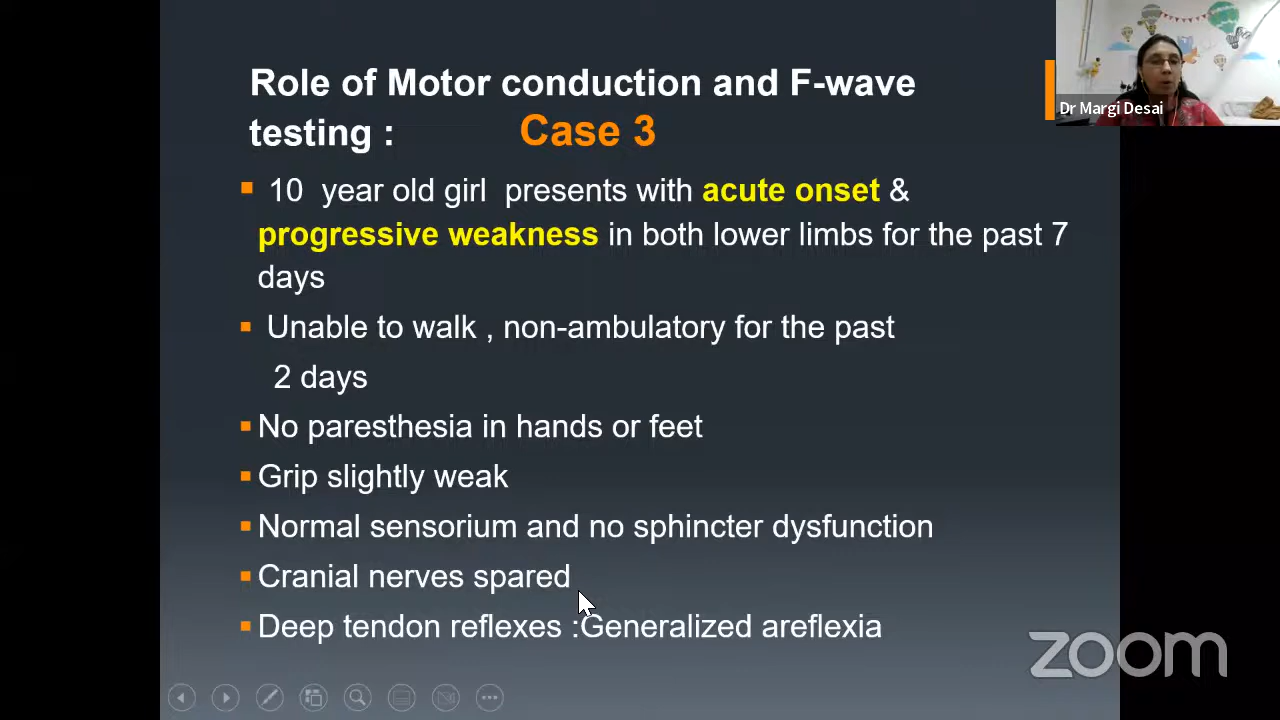 Role of Motor conduction and F-wave
testing : Case 3
10 year old girl presents with acute onset &
progressive weakness in both lower limbs for the past 7
days
Unable to walk , non-ambulatory for the past
2 days
No paresthesia in hands or feet
Grip slightly weak
Normal sensorium and no sphincter dysfunction
Cranial nerves spared
Deep tendon reflexes :Generalized areflexia
Dr Margi Desai
zoom